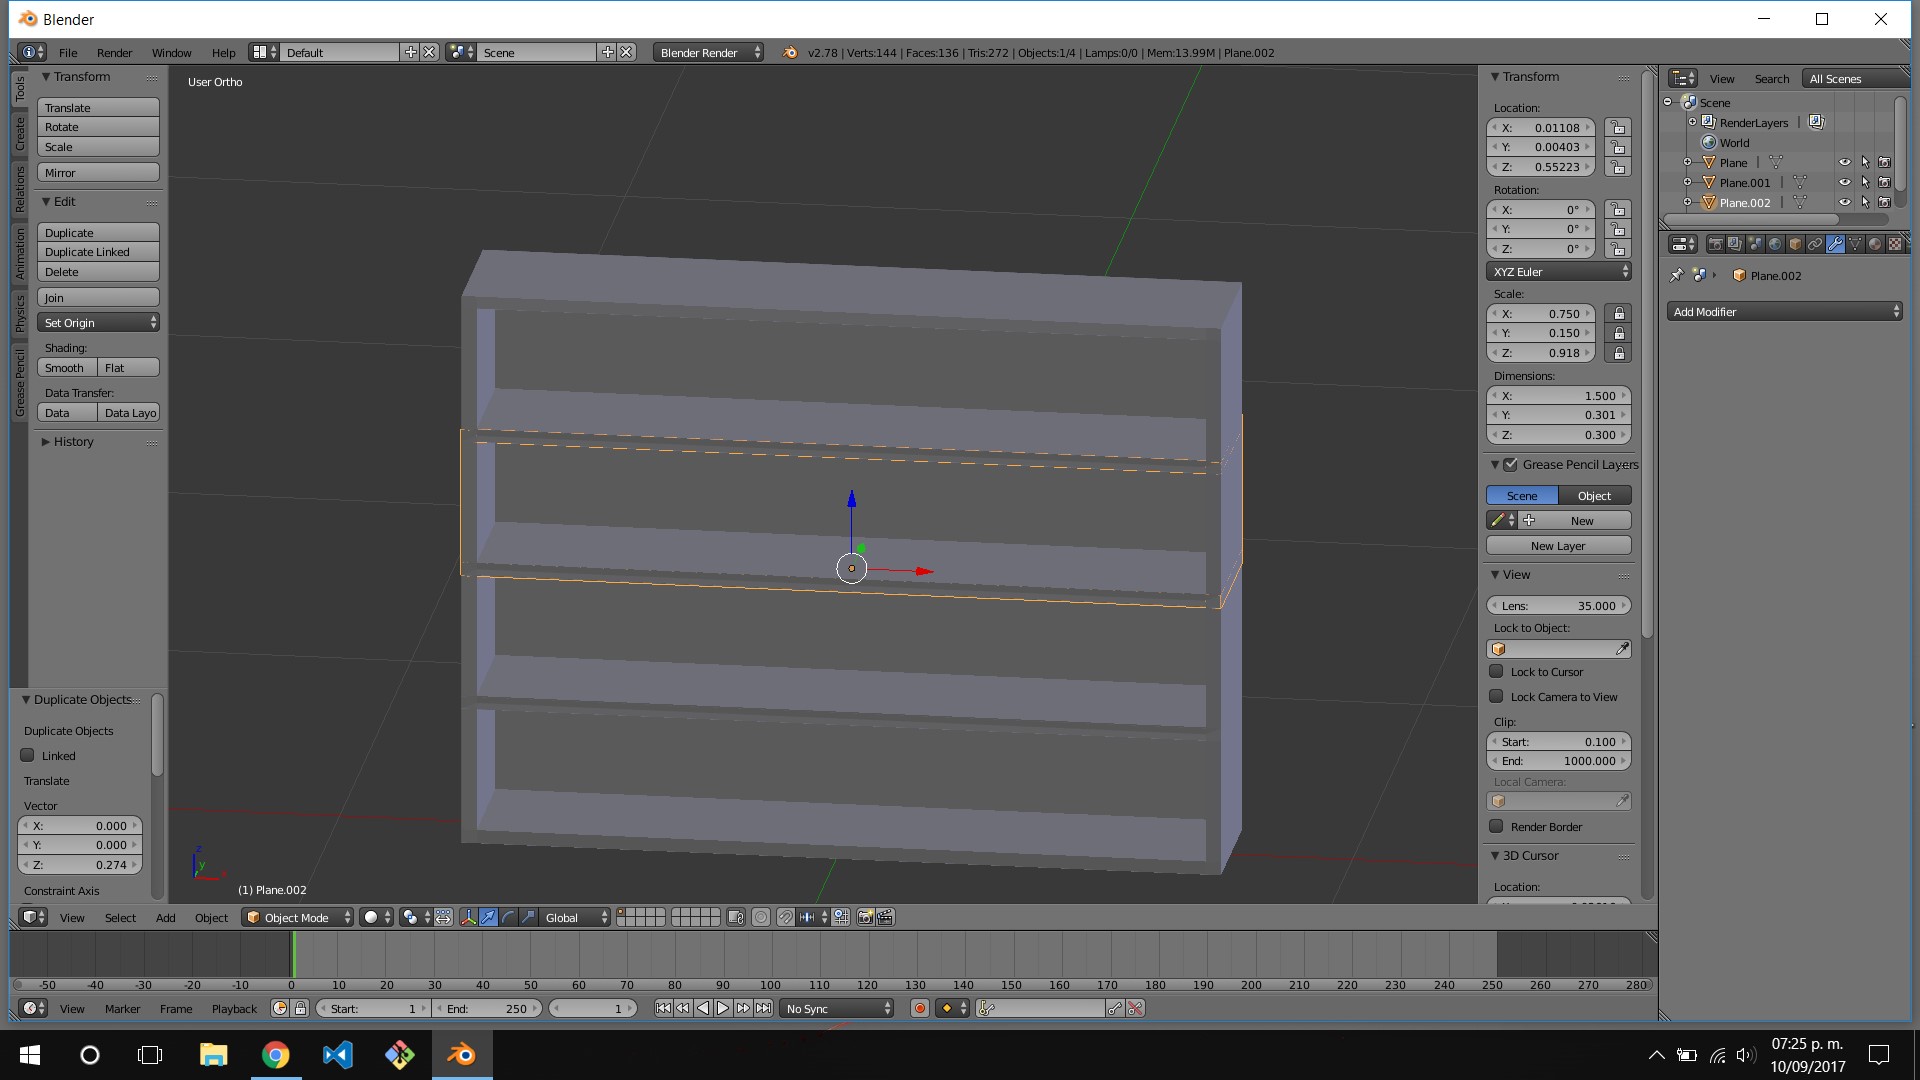 Blender
File Render Window Help Default Scene Blender Render v2.78 | Verts:144 | Faces:136 | Tris:272 | Objects:1/4 | Lamps:0/0 | Mem:13.99M | Plane.002
Tools
Create
Relations
Animation
Physics
Grease Pencil
Transform
Translate
Rotate
Scale
Mirror
Edit
Duplicate
Duplicate Linked
Delete
Join
Set Origin
Shading:
Smooth Flat
Data Transfer:
Data Data Layo
History
Duplicate Objects
Duplicate Objects
Linked
Translate
Vector
X: 0.000
Y: 0.000
Z: 0.274
Constraint Axis
User Ortho
z
y
x
(1) Plane.002
Transform
Location:
X: 0.01108
Y: 0.00403
Z: 0.55223
Rotation:
X: 0°
Y: 0°
Z: 0°
XYZ Euler
Scale:
X: 0.750
Y: 0.150
Z: 0.918
Dimensions:
X: 1.500
Y: 0.301
Z: 0.300
Grease Pencil Layers
Scene Object
New
New Layer
View
Lens: 35.000
Lock to Object:
Lock to Cursor
Lock Camera to View
Clip:
Start: 0.100
End: 1000.000
Local Camera:
Render Border
3D Cursor
Location:
View Search All Scenes
Scene
RenderLayers |
World
Plane |
Plane.001 |
Plane.002 |
Plane.002
Add Modifier
View Select Add Object Object Mode Global
-50 -40 -30 -20 -10 0 10 20 30 40 50 60 70 80 90 100 110 120 130 140 150 160 170 180 190 200 210 220 230 240 250 260 270 280
View Marker Frame Playback Start: 1 End: 250 1 No Sync
07:25 p. m.
10/09/2017